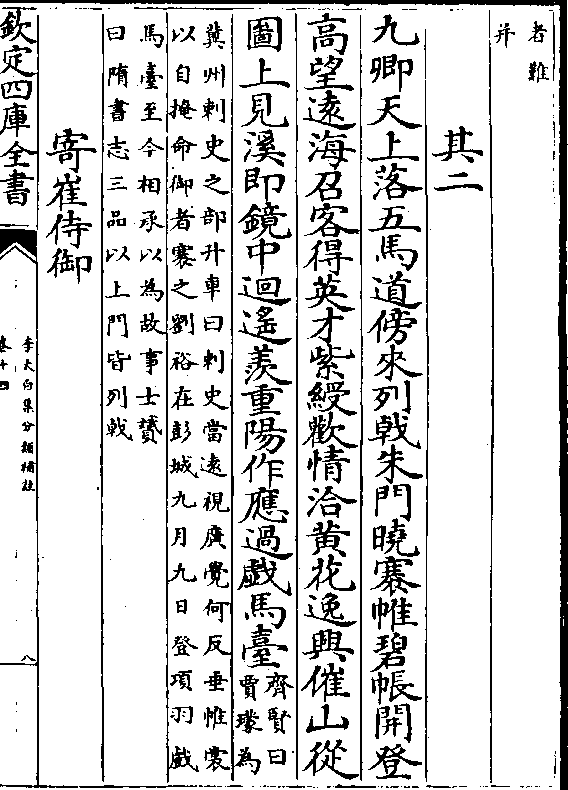 者難
并
其二
九卿天上落五馬道傍來列戟朱門曉褰帷碧帳開登
高望遠海召客得英才紫綬歡情洽黄花逸興催山從
圖上見溪即鏡中迴遙羨重陽作應過戲馬臺
齊賢曰
賈琮為
冀州刺史之部升車曰刺史當遠視廣覽何反垂帷裳
以自掩命御者褰之劉裕在彭城九月九日登項羽戲
馬臺至今相承以為故事士贇
曰隋書志三品以上門皆列戟
寄崔侍御
欽定四庫全書
李太白集分類補註
卷十四
八